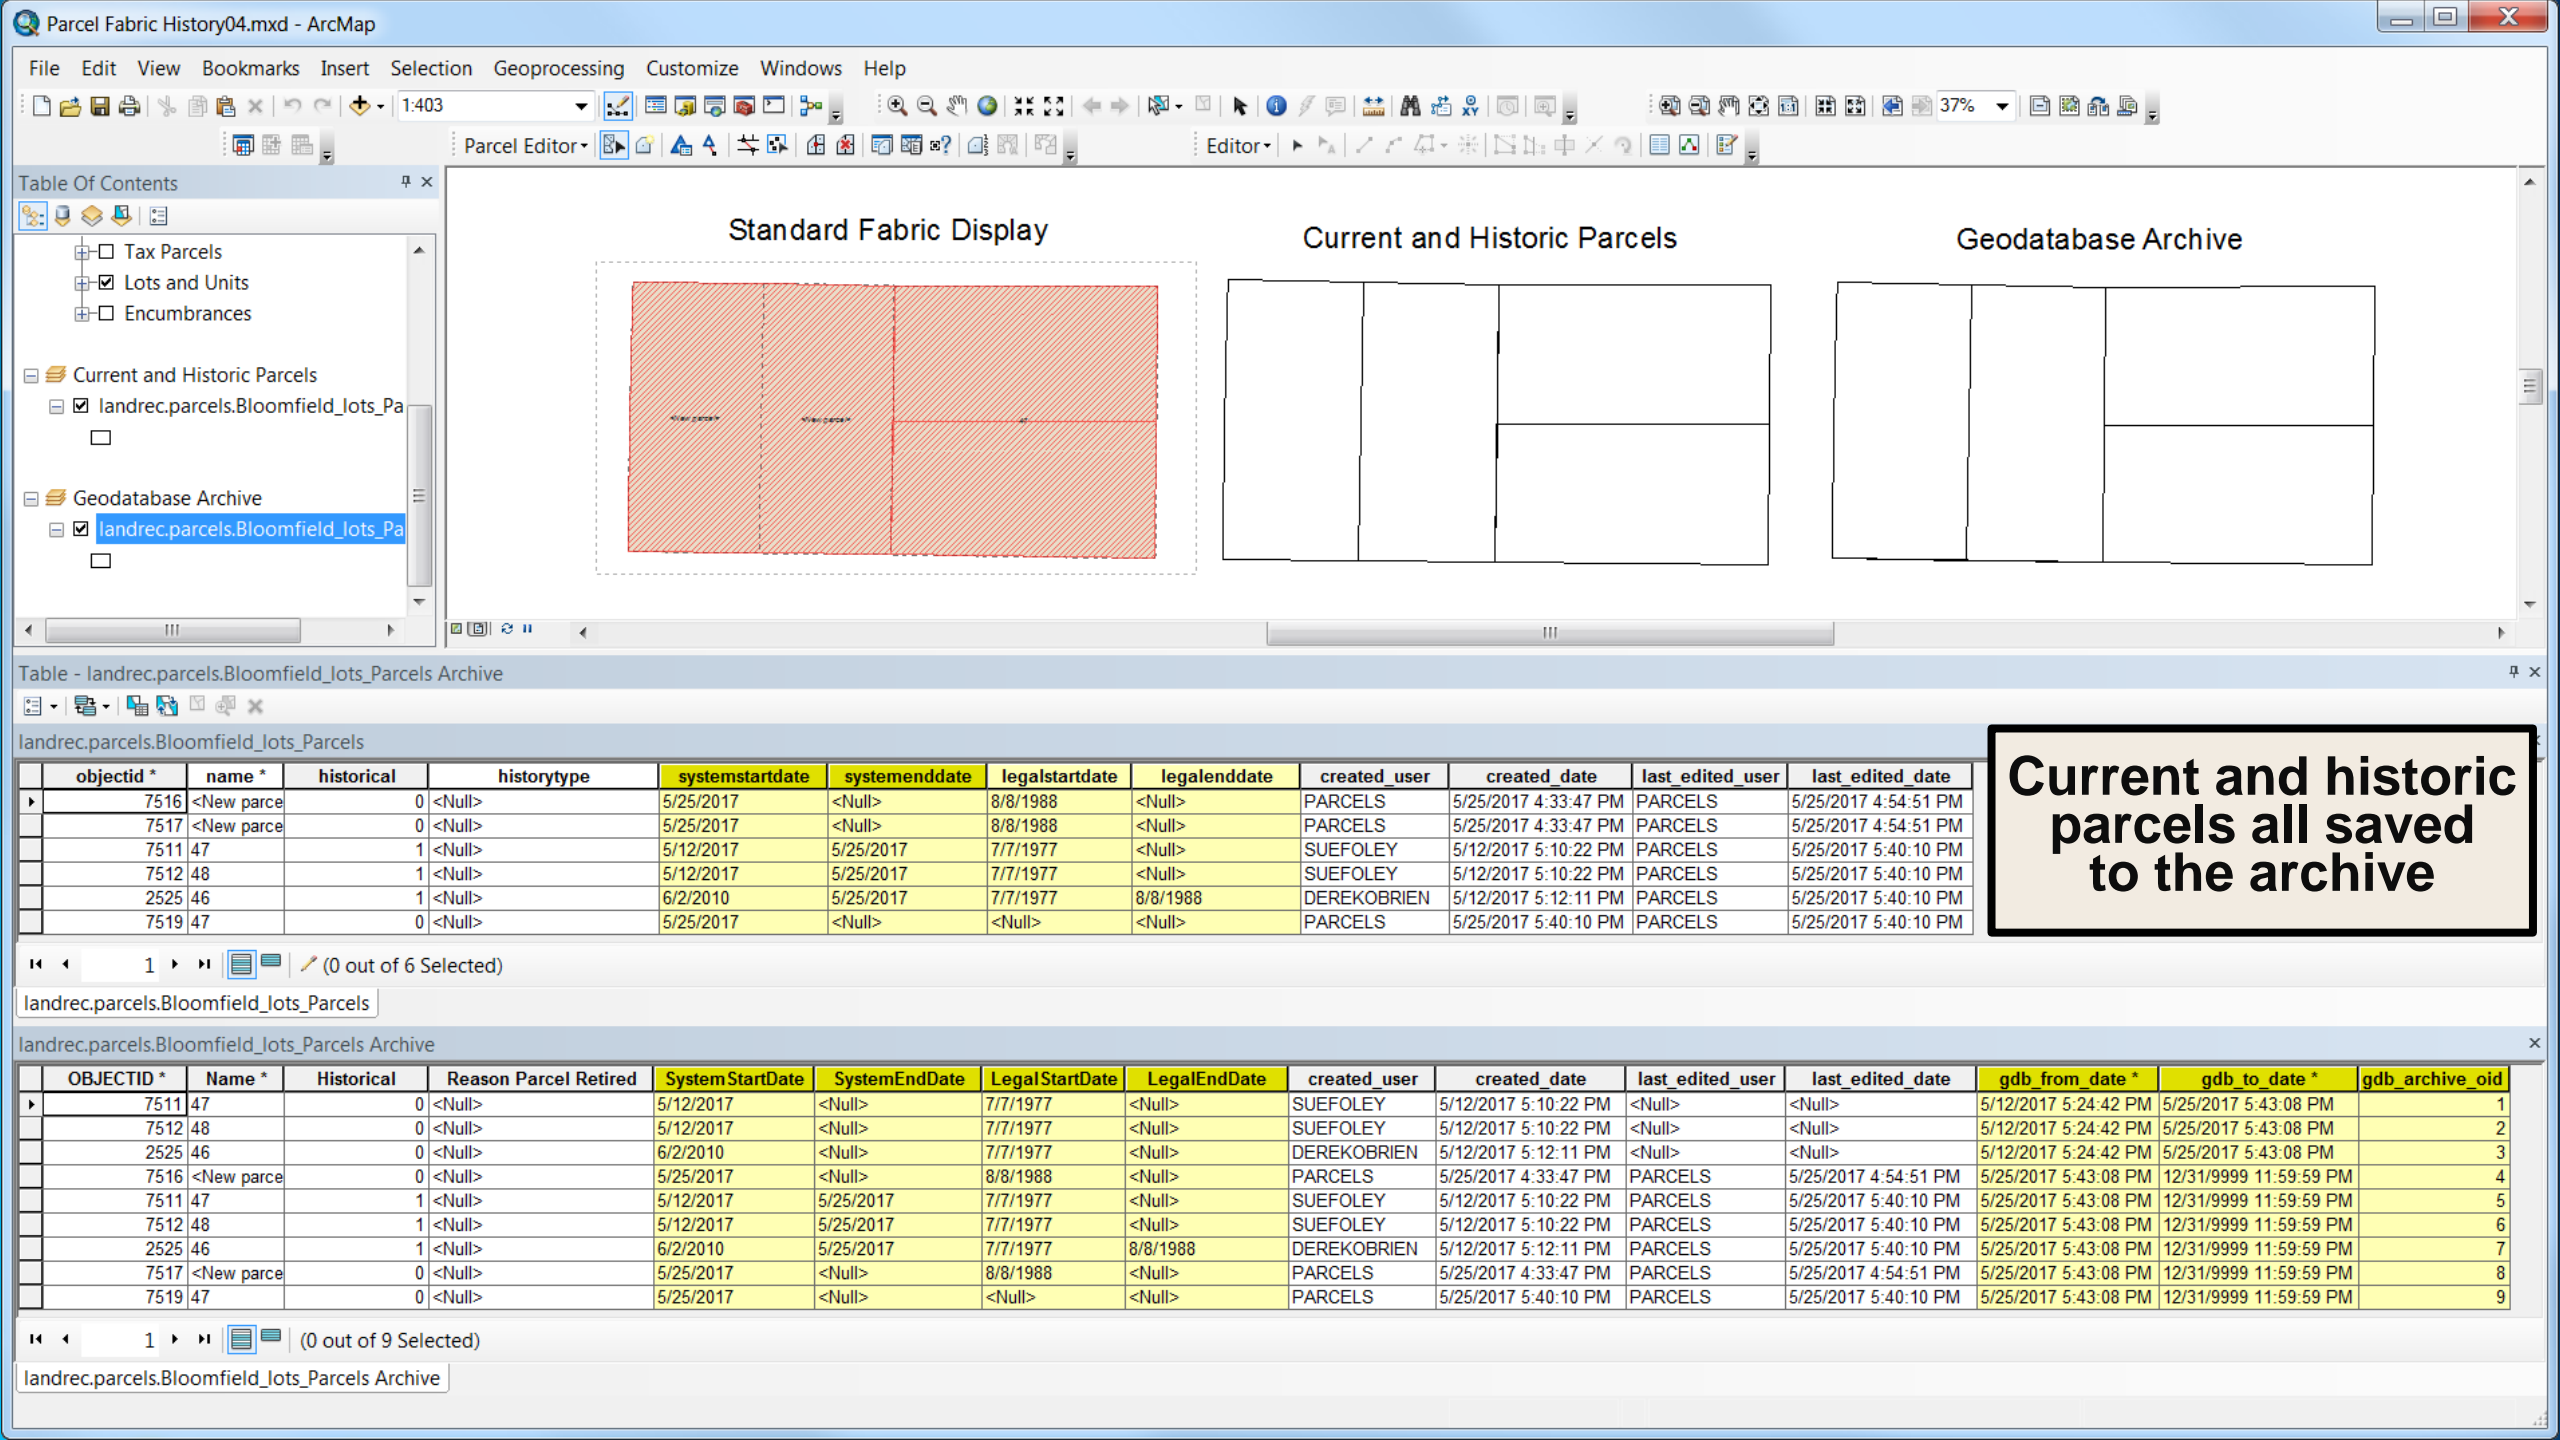 Parcel Fabric History04.mxd - ArcMap
File Edit View Bookmarks Insert Selection Geoprocessing Customize Windows Help
1:403
37%
Parcel Editor
Editor
Table Of Contents
Tax Parcels
Lots and Units
Encumbrances
Current and Historic Parcels
landrec.parcels.Bloomfield_lots_Pa
Geodatabase Archive
landrec.parcels.Bloomfield_lots_Pa
Standard Fabric Display
Current and Historic Parcels
Geodatabase Archive
<New parcel>
<New parcel>
47
Table - landrec.parcels.Bloomfield_lots_Parcels Archive
landrec.parcels.Bloomfield_lots_Parcels
objectid * name * historical historytype systemstartdate systemenddate legalstartdate legalenddate created_user created_date last_edited_user last_edited_date
7516 <New parce 0 <Null> 5/25/2017 <Null> 8/8/1988 <Null> PARCELS 5/25/2017 4:33:47 PM PARCELS 5/25/2017 4:54:51 PM
7517 <New parce 0 <Null> 5/25/2017 <Null> 8/8/1988 <Null> PARCELS 5/25/2017 4:33:47 PM PARCELS 5/25/2017 4:54:51 PM
7511 47 1 <Null> 5/12/2017 5/25/2017 7/7/1977 <Null> SUEFOLEY 5/12/2017 5:10:22 PM PARCELS 5/25/2017 5:40:10 PM
7512 48 1 <Null> 5/12/2017 5/25/2017 7/7/1977 <Null> SUEFOLEY 5/12/2017 5:10:22 PM PARCELS 5/25/2017 5:40:10 PM
2525 46 1 <Null> 6/2/2010 5/25/2017 7/7/1977 8/8/1988 DEREKOBRIEN 5/12/2017 5:12:11 PM PARCELS 5/25/2017 5:40:10 PM
7519 47 0 <Null> 5/25/2017 <Null> <Null> <Null> PARCELS 5/25/2017 5:40:10 PM PARCELS 5/25/2017 5:40:10 PM
Current and historic
parcels all saved
to the archive
1 (0 out of 6 Selected)
landrec.parcels.Bloomfield_lots_Parcels
landrec.parcels.Bloomfield_lots_Parcels Archive
OBJECTID * Name * Historical Reason Parcel Retired SystemStartDate SystemEndDate LegalStartDate LegalEndDate created_user created_date last_edited_user last_edited_date gdb_from_date * gdb_to_date * gdb_archive_oid
7511 47 0 <Null> 5/12/2017 <Null> 7/7/1977 <Null> SUEFOLEY 5/12/2017 5:10:22 PM <Null> <Null> 5/12/2017 5:24:42 PM 5/25/2017 5:43:08 PM 1
7512 48 0 <Null> 5/12/2017 <Null> 7/7/1977 <Null> SUEFOLEY 5/12/2017 5:10:22 PM <Null> <Null> 5/12/2017 5:24:42 PM 5/25/2017 5:43:08 PM 2
2525 46 0 <Null> 6/2/2010 <Null> 7/7/1977 <Null> DEREKOBRIEN 5/12/2017 5:12:11 PM <Null> <Null> 5/12/2017 5:24:42 PM 5/25/2017 5:43:08 PM 3
7516 <New parce 0 <Null> 5/25/2017 <Null> 8/8/1988 <Null> PARCELS 5/25/2017 4:33:47 PM PARCELS 5/25/2017 4:54:51 PM 5/25/2017 5:43:08 PM 12/31/9999 11:59:59 PM 4
7511 47 1 <Null> 5/12/2017 5/25/2017 7/7/1977 <Null> SUEFOLEY 5/12/2017 5:10:22 PM PARCELS 5/25/2017 5:40:10 PM 5/25/2017 5:43:08 PM 12/31/9999 11:59:59 PM 5
7512 48 1 <Null> 5/12/2017 5/25/2017 7/7/1977 <Null> SUEFOLEY 5/12/2017 5:10:22 PM PARCELS 5/25/2017 5:40:10 PM 5/25/2017 5:43:08 PM 12/31/9999 11:59:59 PM 6
2525 46 1 <Null> 6/2/2010 5/25/2017 7/7/1977 8/8/1988 DEREKOBRIEN 5/12/2017 5:12:11 PM PARCELS 5/25/2017 5:40:10 PM 5/25/2017 5:43:08 PM 12/31/9999 11:59:59 PM 7
7517 <New parce 0 <Null> 5/25/2017 <Null> 8/8/1988 <Null> PARCELS 5/25/2017 4:33:47 PM PARCELS 5/25/2017 4:54:51 PM 5/25/2017 5:43:08 PM 12/31/9999 11:59:59 PM 8
7519 47 0 <Null> 5/25/2017 <Null> <Null> <Null> PARCELS 5/25/2017 5:40:10 PM PARCELS 5/25/2017 5:40:10 PM 5/25/2017 5:43:08 PM 12/31/9999 11:59:59 PM 9
1 (0 out of 9 Selected)
landrec.parcels.Bloomfield_lots_Parcels Archive